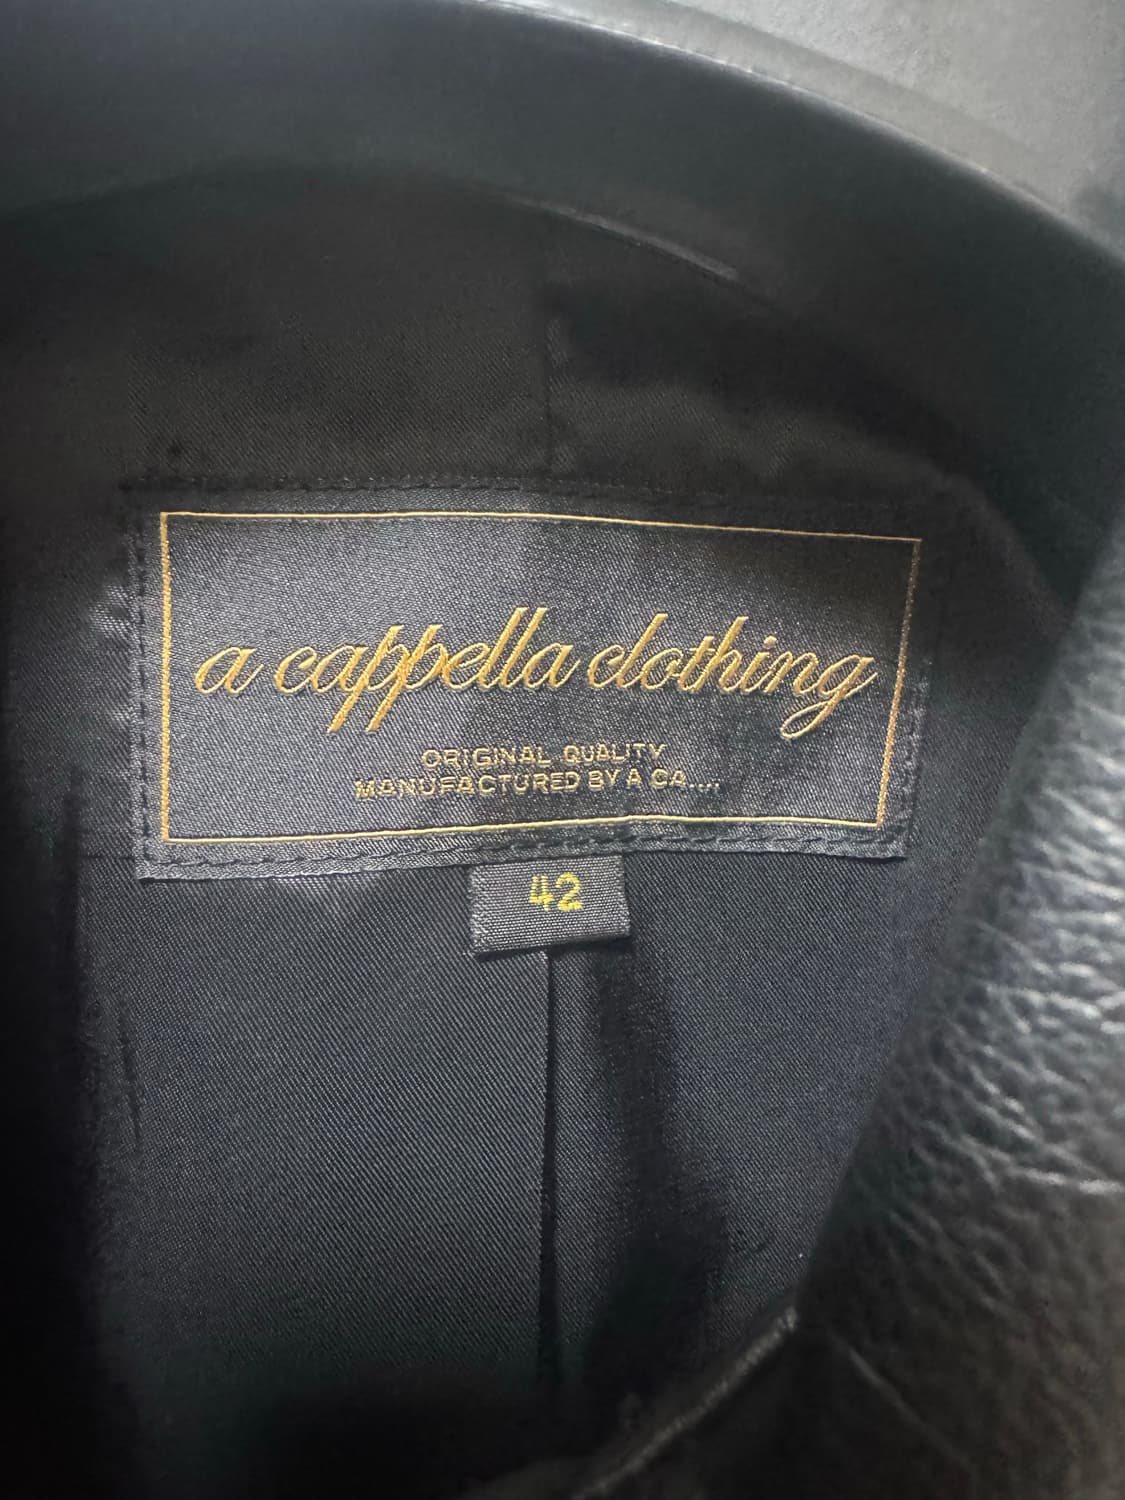 a cappella clothing
ORIGINAL QUALITY
MANUFACTURED BY A CA....
42